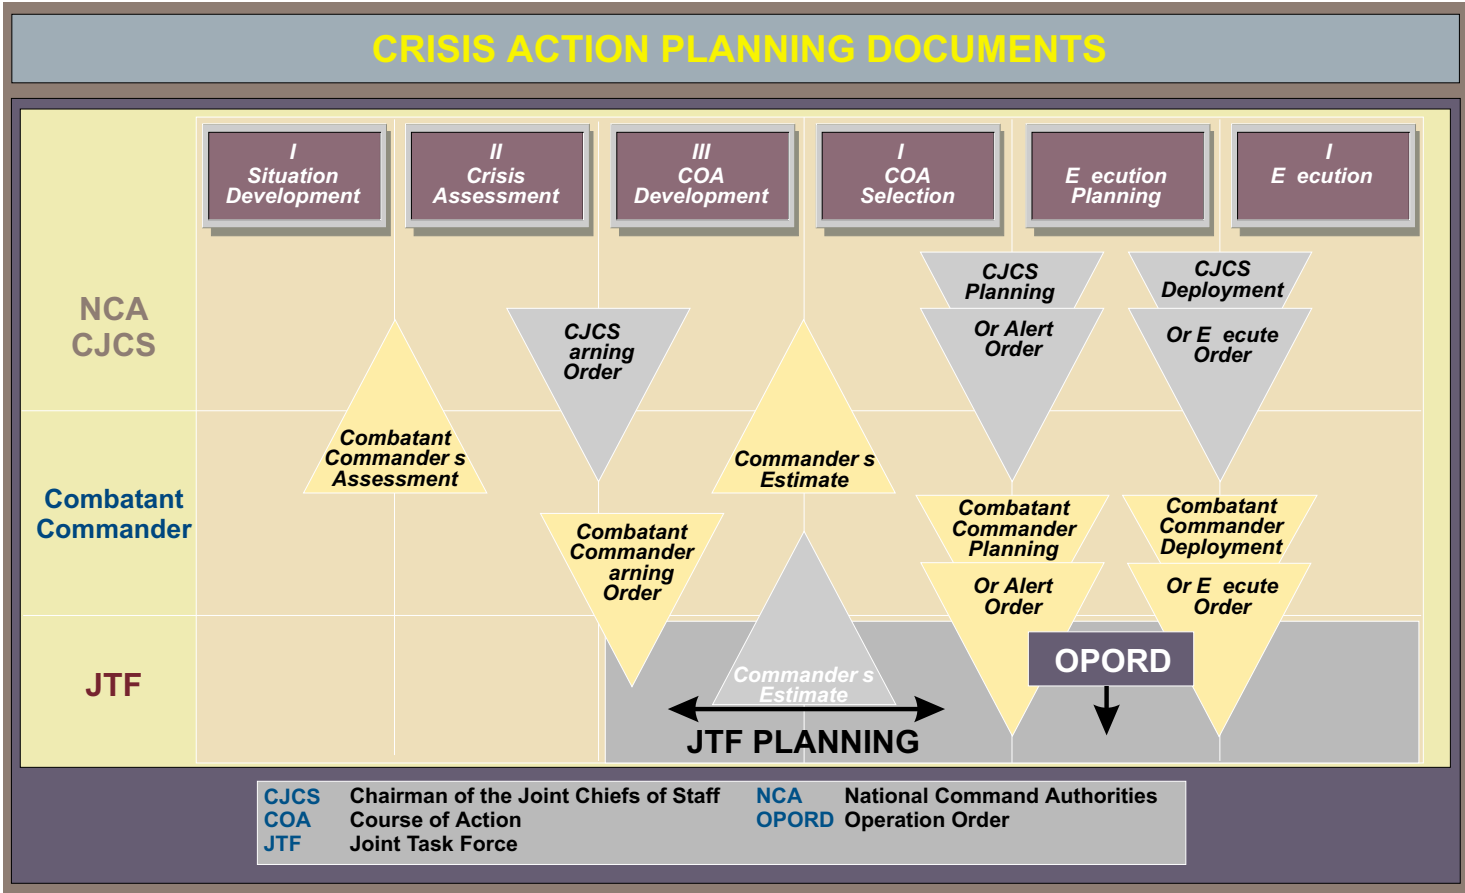 CRISIS ACTION PLANNING DOCUMENTS
I
Situation
Development
II
Crisis
Assessment
III
COA
Development
I
COA
Selection
E ecution
Planning
I
E ecution
NCA
CJCS
Combatant
Commander
JTF
Combatant
Commander s
Assessment
CJCS
arning
Order
Combatant
Commander
arning
Order
Commander s
Estimate
Commander s
Estimate
CJCS
Planning
Or Alert
Order
Combatant
Commander
Planning
Or Alert
Order
CJCS
Deployment
Or E ecute
Order
Combatant
Commander
Deployment
Or E ecute
Order
OPORD
JTF PLANNING
CJCS Chairman of the Joint Chiefs of Staff
COA Course of Action
JTF Joint Task Force
NCA National Command Authorities
OPORD Operation Order